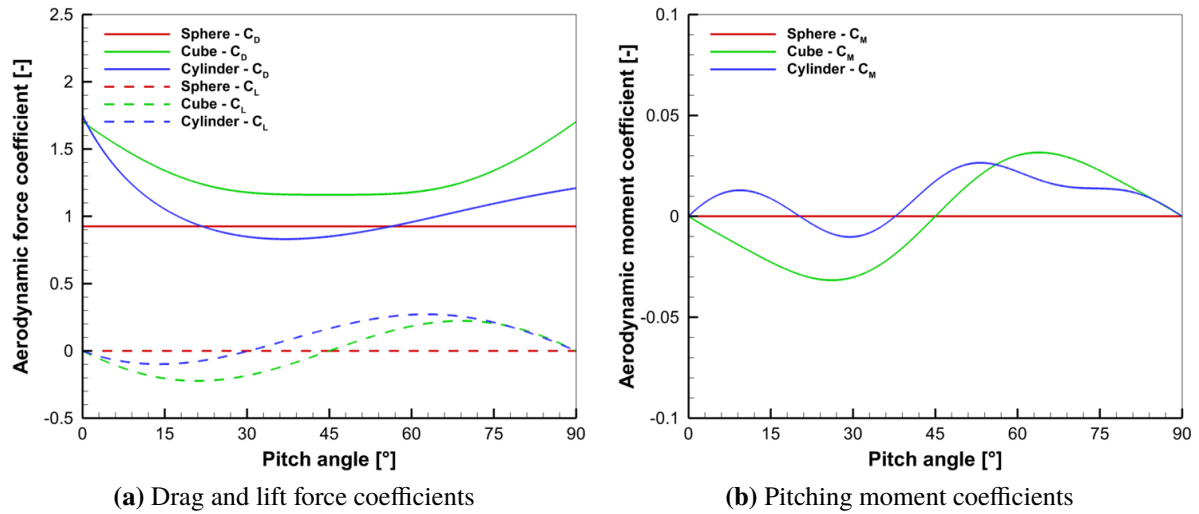 2.5
2
1.5
1
0.5
0
-0.5
Aerodynamic force coefficient [-]
Sphere - C_D
Cube - C_D
Cylinder - C_D
Sphere - C_L
Cube - C_L
Cylinder - C_L
0 15 30 45 60 75 90
Pitch angle [°]
(a) Drag and lift force coefficients
0.1
0.05
0
-0.05
-0.1
Aerodynamic moment coefficient [-]
Sphere - C_M
Cube - C_M
Cylinder - C_M
0 15 30 45 60 75 90
Pitch angle [°]
(b) Pitching moment coefficients